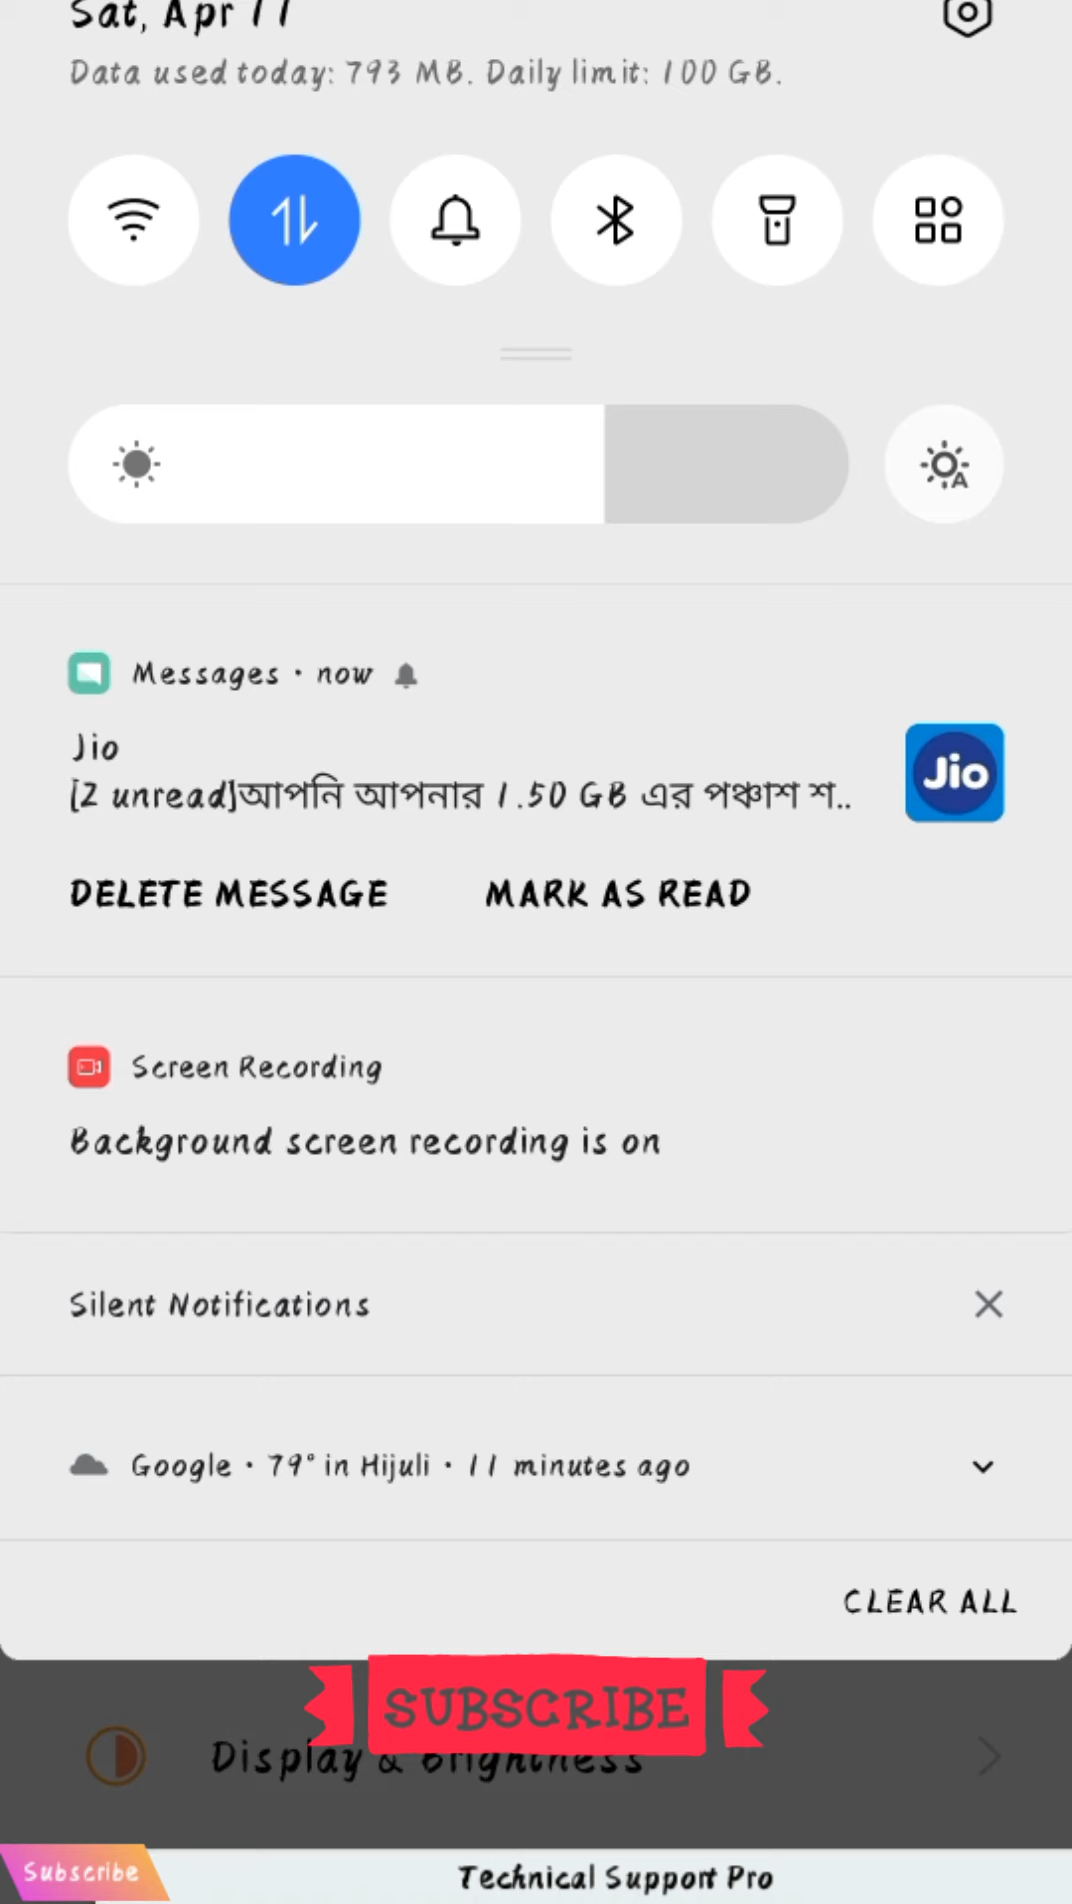 Sat, Apr 11
Data used today: 793 MB. Daily limit: 100 GB.
A
Messages • now
Jio
[2 unread]আপনি আপনার 1.50 GB এর পঞ্চাশ শ..
Jio
DELETE MESSAGE MARK AS READ
Screen Recording
Background screen recording is on
Silent Notifications
Google • 79° in Hijuli • 11 minutes ago
CLEAR ALL
SUBSCRIBE
Display & Brightness
Subscribe
Technical Support Pro